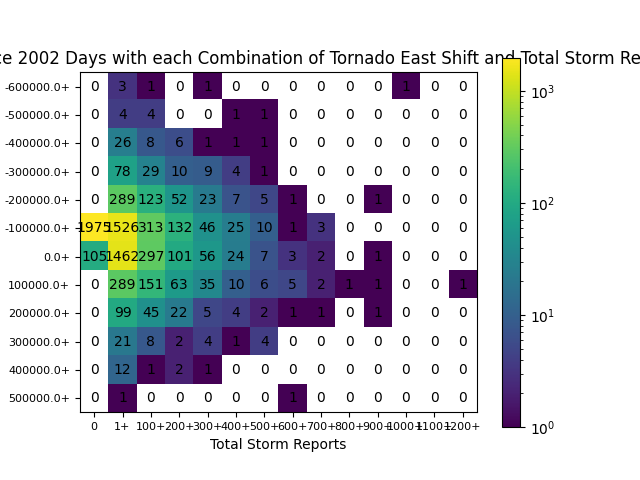 ce 2002 Days with each Combination of Tornado East Shift and Total Storm Re
-600000.0+ 0 3 1 0 1 0 0 0 0 0 0 1 0 0
-500000.0+ 0 4 4 0 0 1 1 0 0 0 0 0 0 0
-400000.0+ 0 26 8 6 1 1 1 0 0 0 0 0 0 0
-300000.0+ 0 78 29 10 9 4 1 0 0 0 0 0 0 0
-200000.0+ 0 289 123 52 23 7 5 1 0 0 1 0 0 0
-100000.0+ 1975 1526 313 132 46 25 10 1 3 0 0 0 0 0
0.0+ 105 1462 297 101 56 24 7 3 2 0 1 0 0 0
100000.0+ 0 289 151 63 35 10 6 5 2 1 1 0 0 1
200000.0+ 0 99 45 22 5 4 2 1 1 0 1 0 0 0
300000.0+ 0 21 8 2 4 1 4 0 0 0 0 0 0 0
400000.0+ 0 12 1 2 1 0 0 0 0 0 0 0 0 0
500000.0+ 0 1 0 0 0 0 0 1 0 0 0 0 0 0
0 1+ 100+ 200+ 300+ 400+ 500+ 600+ 700+ 800+ 900+ 1000+ 1100+ 1200+
Total Storm Reports
10³
10²
10¹
10⁰